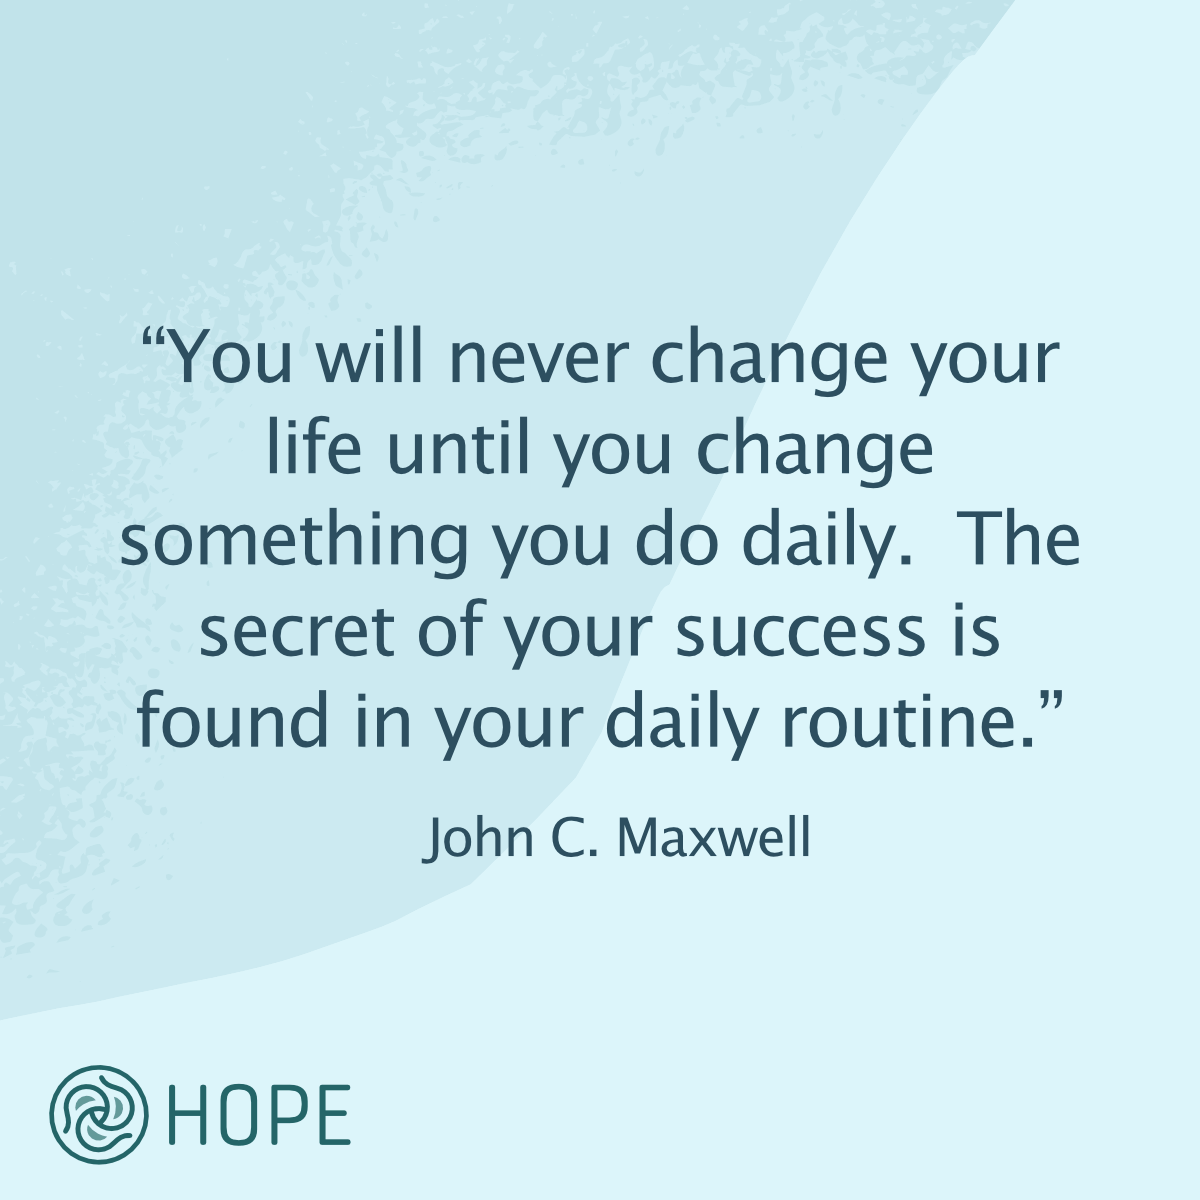 “You will never change your
life until you change
something you do daily.  The
secret of your success is
found in your daily routine.”
John C. Maxwell
HOPE